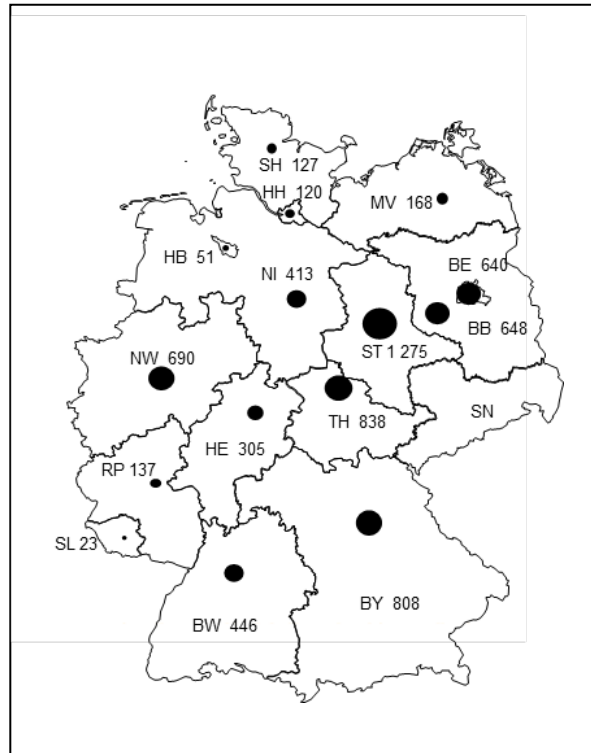 SH 127
HH 120
MV 168
HB 51
BE 640
NI 413
BB 648
ST 1 275
NW 690
SN
TH 838
HE 305
RP 137
SL 23
BY 808
BW 446